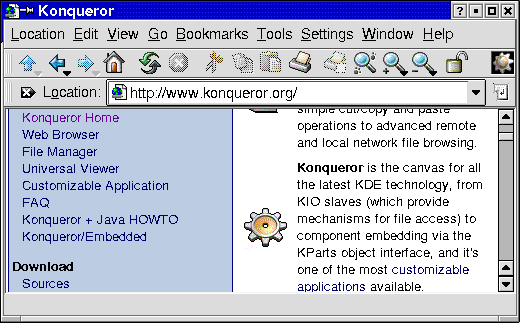 Konqueror
Location Edit View Go Bookmarks Tools Settings Window Help
Location: http://www.konqueror.org/
Konqueror Home
Web Browser
File Manager
Universal Viewer
Customizable Application
FAQ
Konqueror + Java HOWTO
Konqueror/Embedded
Download
Sources
simple cut/copy and paste
operations to advanced remote
and local network file browsing.
Konqueror is the canvas for all
the latest KDE technology, from
KIO slaves (which provide
mechanisms for file access) to
component embedding via the
KParts object interface, and it's
one of the most customizable
applications available.